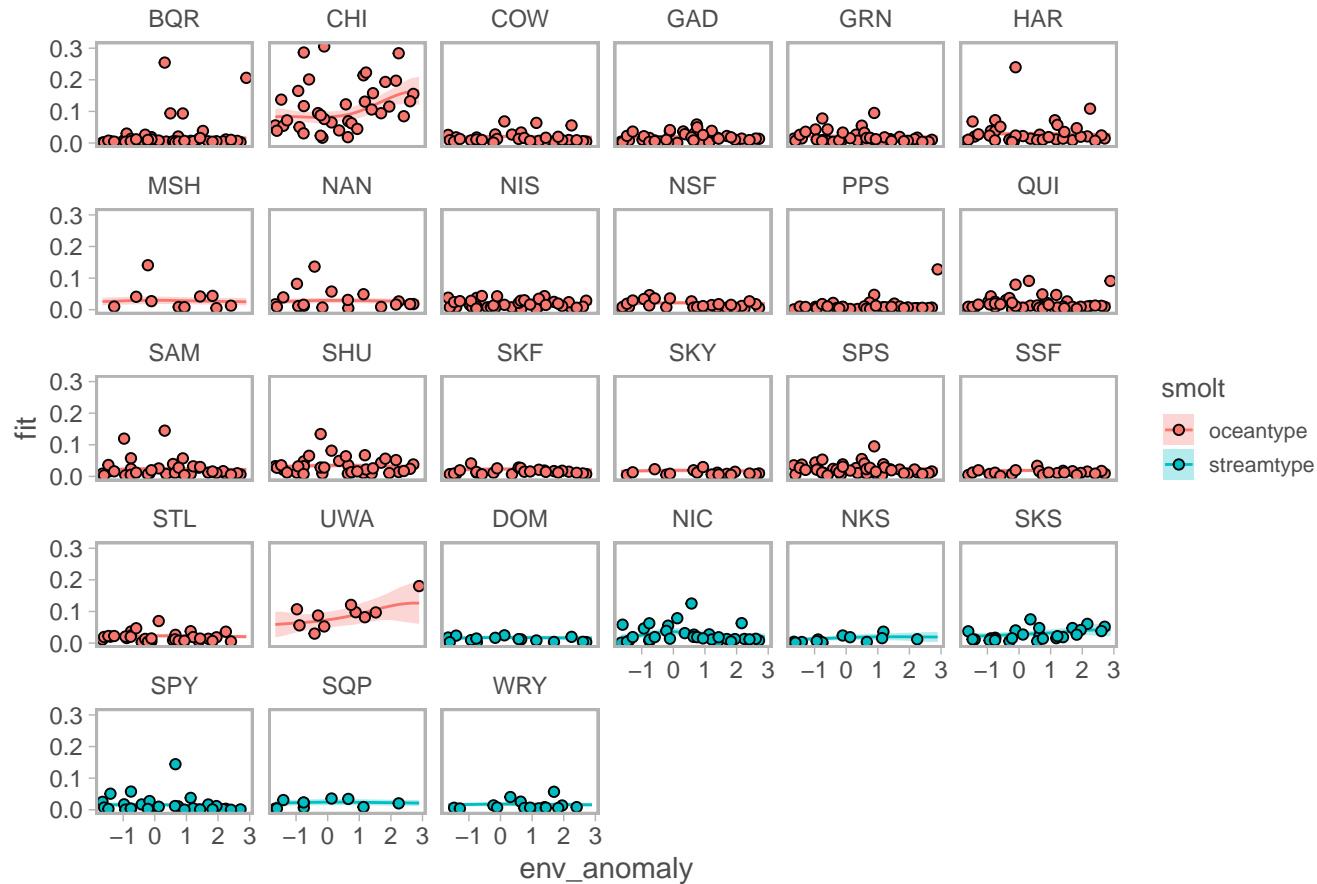 BQR CHI COW GAD GRN HAR
0.3
0.2
0.1
0.0
MSH NAN NIS NSF PPS QUI
0.3
0.2
0.1
0.0
SAM SHU SKF SKY SPS SSF
0.3
0.2
0.1
0.0
fit
smolt
oceantype
streamtype
STL UWA DOM NIC NKS SKS
0.3
0.2
0.1
0.0
−1 0 1 2 3 −1 0 1 2 3 −1 0 1 2 3
SPY SQP WRY
0.3
0.2
0.1
0.0
−1 0 1 2 3 −1 0 1 2 3 −1 0 1 2 3
env_anomaly